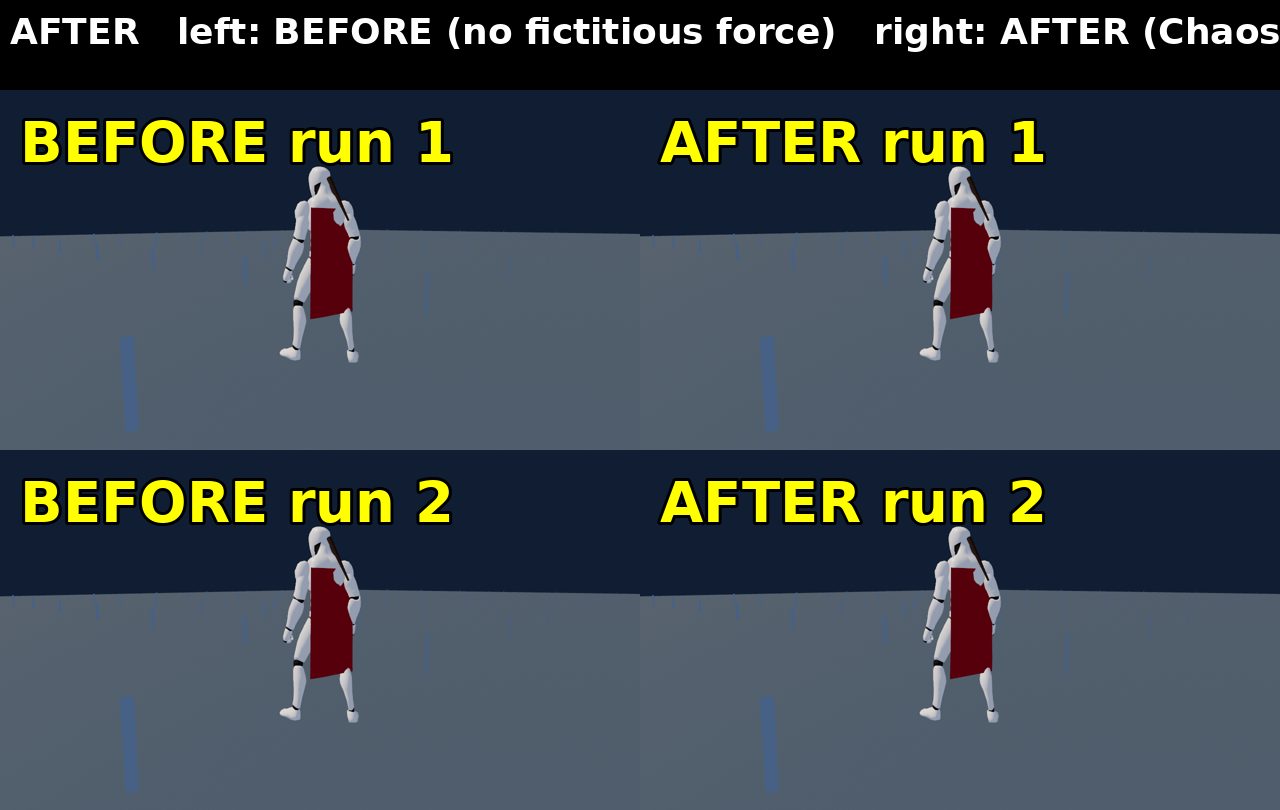 AFTER left: BEFORE (no fictitious force) right: AFTER (Chaos
BEFORE run 1
AFTER run 1
BEFORE run 2
AFTER run 2